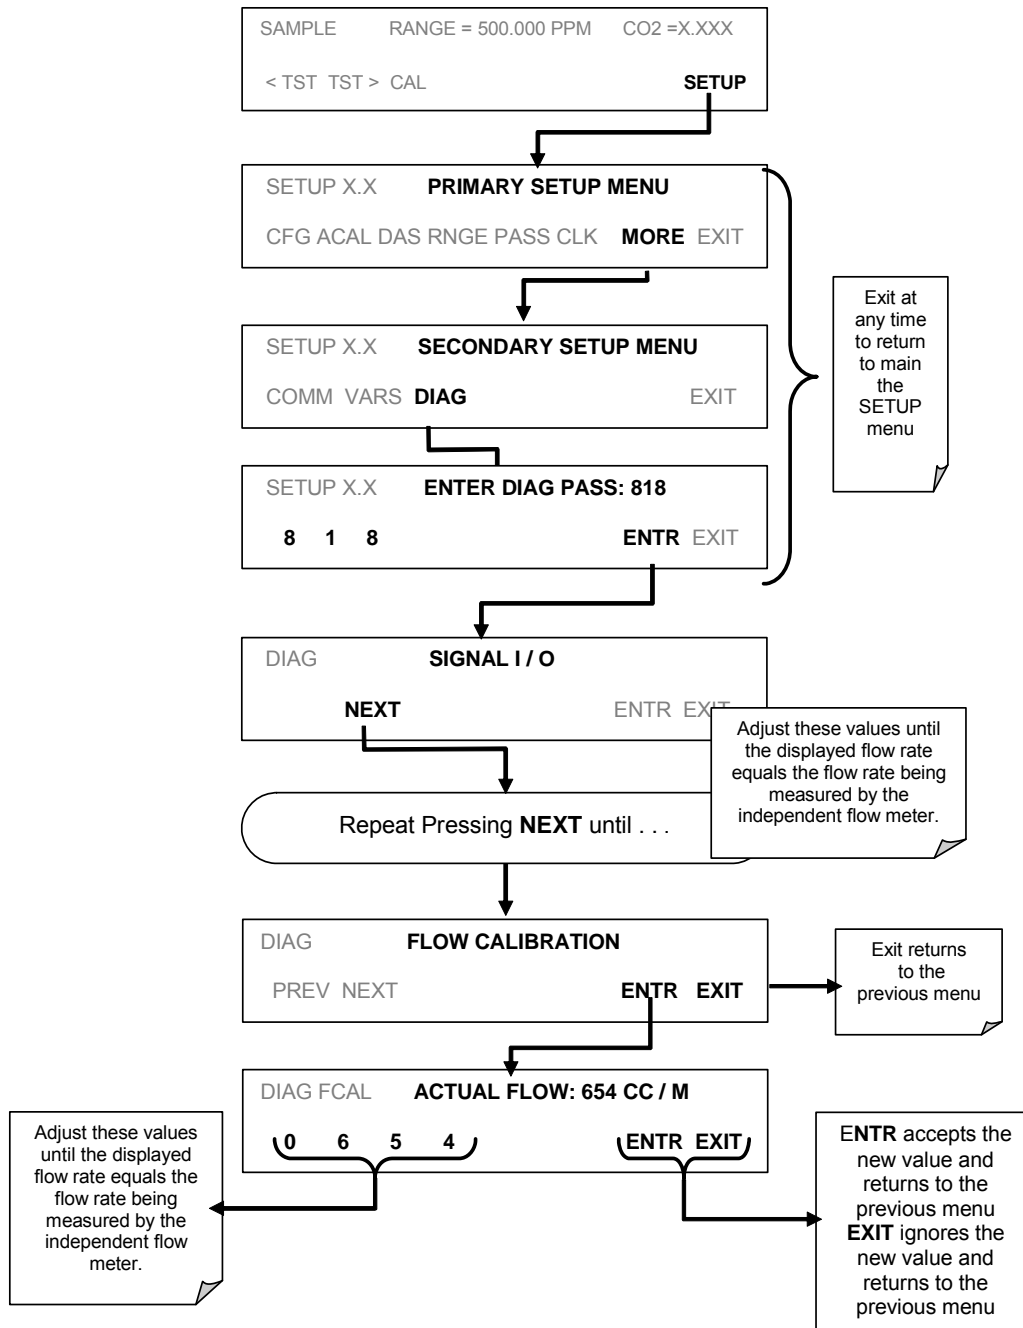 SAMPLE RANGE = 500.000 PPM CO2 =X.XXX
< TST TST > CAL SETUP
SETUP X.X PRIMARY SETUP MENU
CFG ACAL DAS RNGE PASS CLK MORE EXIT
Exit at
any time
to return
to main
the
SETUP
menu
SETUP X.X SECONDARY SETUP MENU
COMM VARS DIAG EXIT
SETUP X.X ENTER DIAG PASS: 818
8 1 8 ENTR EXIT
DIAG SIGNAL I / O
NEXT ENTR EXIT
Adjust these values until
the displayed flow rate
equals the flow rate being
measured by the
independent flow meter.
Repeat Pressing NEXT until . . .
DIAG FLOW CALIBRATION
PREV NEXT ENTR EXIT
Exit returns
to the
previous menu
DIAG FCAL ACTUAL FLOW: 654 CC / M
0 6 5 4 ENTR EXIT
Adjust these values
until the displayed
flow rate equals the
flow rate being
measured by the
independent flow
meter.
ENTR accepts the
new value and
returns to the
previous menu
EXIT ignores the
new value and
returns to the
previous menu